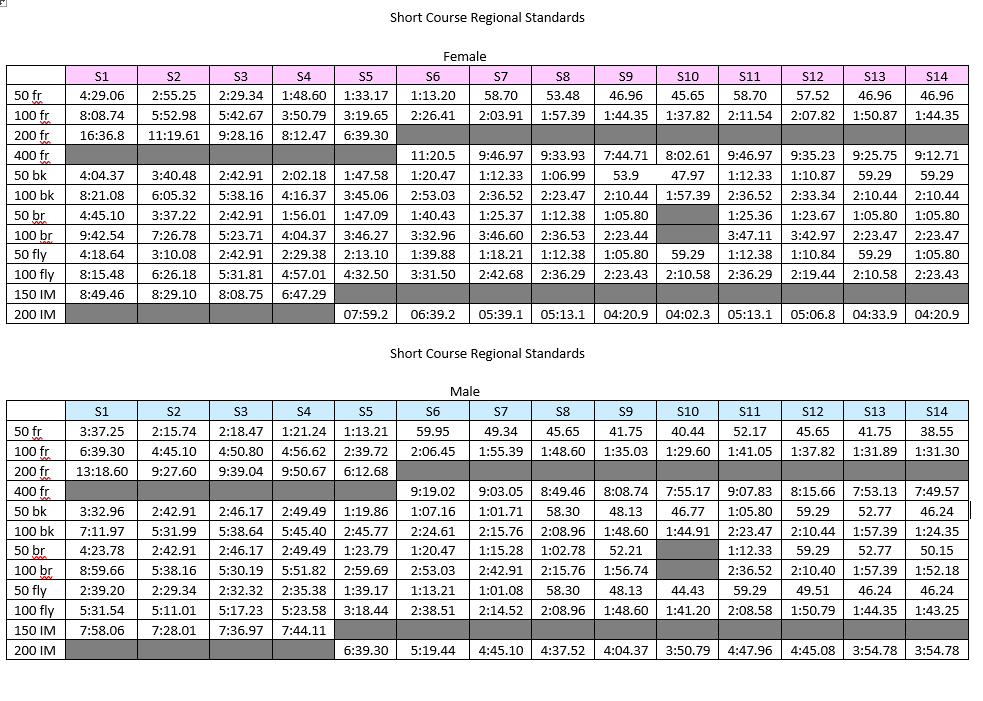 Short Course Regional Standards
Female
S1 S2 S3 S4 S5 S6 S7 S8 S9 S10 S11 S12 S13 S14
50 fr 4:29.06 2:55.25 2:29.34 1:48.60 1:33.17 1:13.20 58.70 53.48 46.96 45.65 58.70 57.52 46.96 46.96
100 fr 8:08.74 5:52.98 5:42.67 3:50.79 3:19.65 2:26.41 2:03.91 1:57.39 1:44.35 1:37.82 2:11.54 2:07.82 1:50.87 1:44.35
200 fr 16:36.8 11:19.61 9:28.16 8:12.47 6:39.30
400 fr 11:20.5 9:46.97 9:33.93 7:44.71 8:02.61 9:46.97 9:35.23 9:25.75 9:12.71
50 bk 4:04.37 3:40.48 2:42.91 2:02.18 1:47.58 1:20.47 1:12.33 1:06.99 53.9 47.97 1:12.33 1:10.87 59.29 59.29
100 bk 8:21.08 6:05.32 5:38.16 4:16.37 3:45.06 2:53.03 2:36.52 2:23.47 2:10.44 1:57.39 2:36.52 2:33.34 2:10.44 2:10.44
50 br 4:45.10 3:37.22 2:42.91 1:56.01 1:47.09 1:40.43 1:25.37 1:12.38 1:05.80 1:25.36 1:23.67 1:05.80 1:05.80
100 br 9:42.54 7:26.78 5:23.71 4:04.37 3:46.27 3:32.96 3:46.60 2:36.53 2:23.44 3:47.11 3:42.97 2:23.47 2:23.47
50 fly 4:18.64 3:10.08 2:42.91 2:29.38 2:13.10 1:39.88 1:18.21 1:12.38 1:05.80 59.29 1:12.38 1:10.84 59.29 1:05.80
100 fly 8:15.48 6:26.18 5:31.81 4:57.01 4:32.50 3:31.50 2:42.68 2:36.29 2:23.43 2:10.58 2:36.29 2:19.44 2:10.58 2:23.43
150 IM 8:49.46 8:29.10 8:08.75 6:47.29
200 IM 07:59.2 06:39.2 05:39.1 05:13.1 04:20.9 04:02.3 05:13.1 05:06.8 04:33.9 04:20.9
Short Course Regional Standards
Male
S1 S2 S3 S4 S5 S6 S7 S8 S9 S10 S11 S12 S13 S14
50 fr 3:37.25 2:15.74 2:18.47 1:21.24 1:13.21 59.95 49.34 45.65 41.75 40.44 52.17 45.65 41.75 38.55
100 fr 6:39.30 4:45.10 4:50.80 4:56.62 2:39.72 2:06.45 1:55.39 1:48.60 1:35.03 1:29.60 1:41.05 1:37.82 1:31.89 1:31.30
200 fr 13:18.60 9:27.60 9:39.04 9:50.67 6:12.68
400 fr 9:19.02 9:03.05 8:49.46 8:08.74 7:55.17 9:07.83 8:15.66 7:53.13 7:49.57
50 bk 3:32.96 2:42.91 2:46.17 2:49.49 1:19.86 1:07.16 1:01.71 58.30 48.13 46.77 1:05.80 59.29 52.77 46.24
100 bk 7:11.97 5:31.99 5:38.64 5:45.40 2:45.77 2:24.61 2:15.76 2:08.96 1:48.60 1:44.91 2:23.47 2:10.44 1:57.39 1:24.35
50 br 4:23.78 2:42.91 2:46.17 2:49.49 1:23.79 1:20.47 1:15.28 1:02.78 52.21 1:12.33 59.29 52.77 50.15
100 br 8:59.66 5:38.16 5:30.19 5:51.82 2:59.69 2:53.03 2:42.91 2:15.76 1:56.74 2:36.52 2:10.40 1:57.39 1:52.18
50 fly 2:39.20 2:29.34 2:32.32 2:35.38 1:39.17 1:13.21 1:01.08 58.30 48.13 44.43 59.29 49.51 46.24 46.24
100 fly 5:31.54 5:11.01 5:17.23 5:23.58 3:18.44 2:38.51 2:14.52 2:08.96 1:48.60 1:41.20 2:08.58 1:50.79 1:44.35 1:43.25
150 IM 7:58.06 7:28.01 7:36.97 7:44.11
200 IM 6:39.30 5:19.44 4:45.10 4:37.52 4:04.37 3:50.79 4:47.96 4:45.08 3:54.78 3:54.78